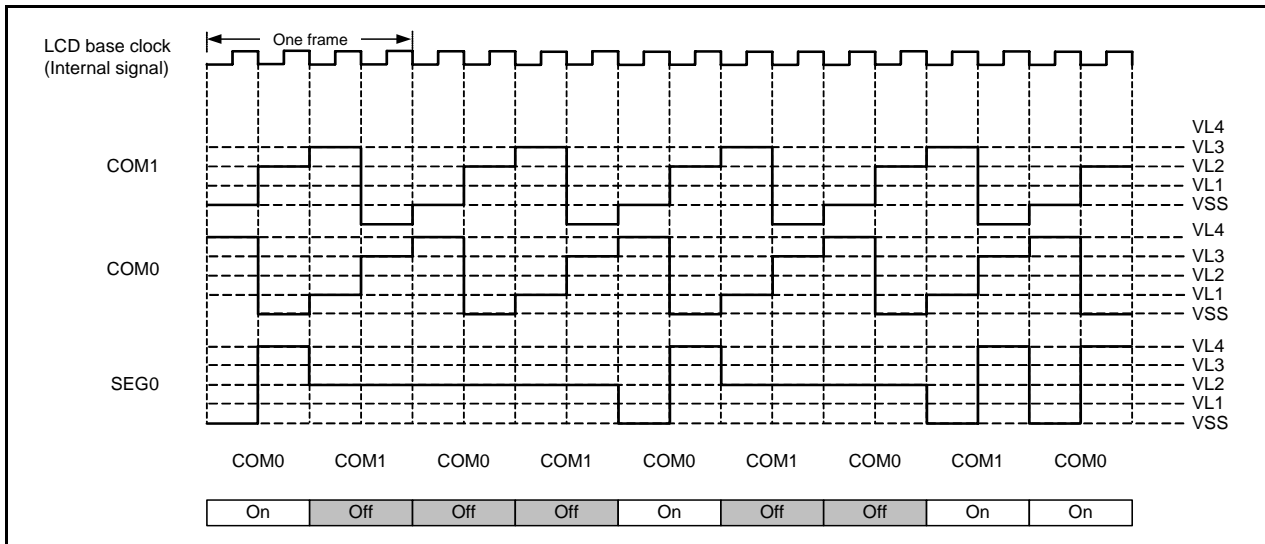 One frame
LCD base clock
(Internal signal)
VL4
VL3
COM1
VL2
VL1
VSS
VL4
COM0
VL3
VL2
VL1
VSS
VL4
VL3
SEG0
VL2
VL1
VSS
COM0 COM1 COM0 COM1 COM0 COM1 COM0 COM1 COM0
On Off Off Off On Off Off On On